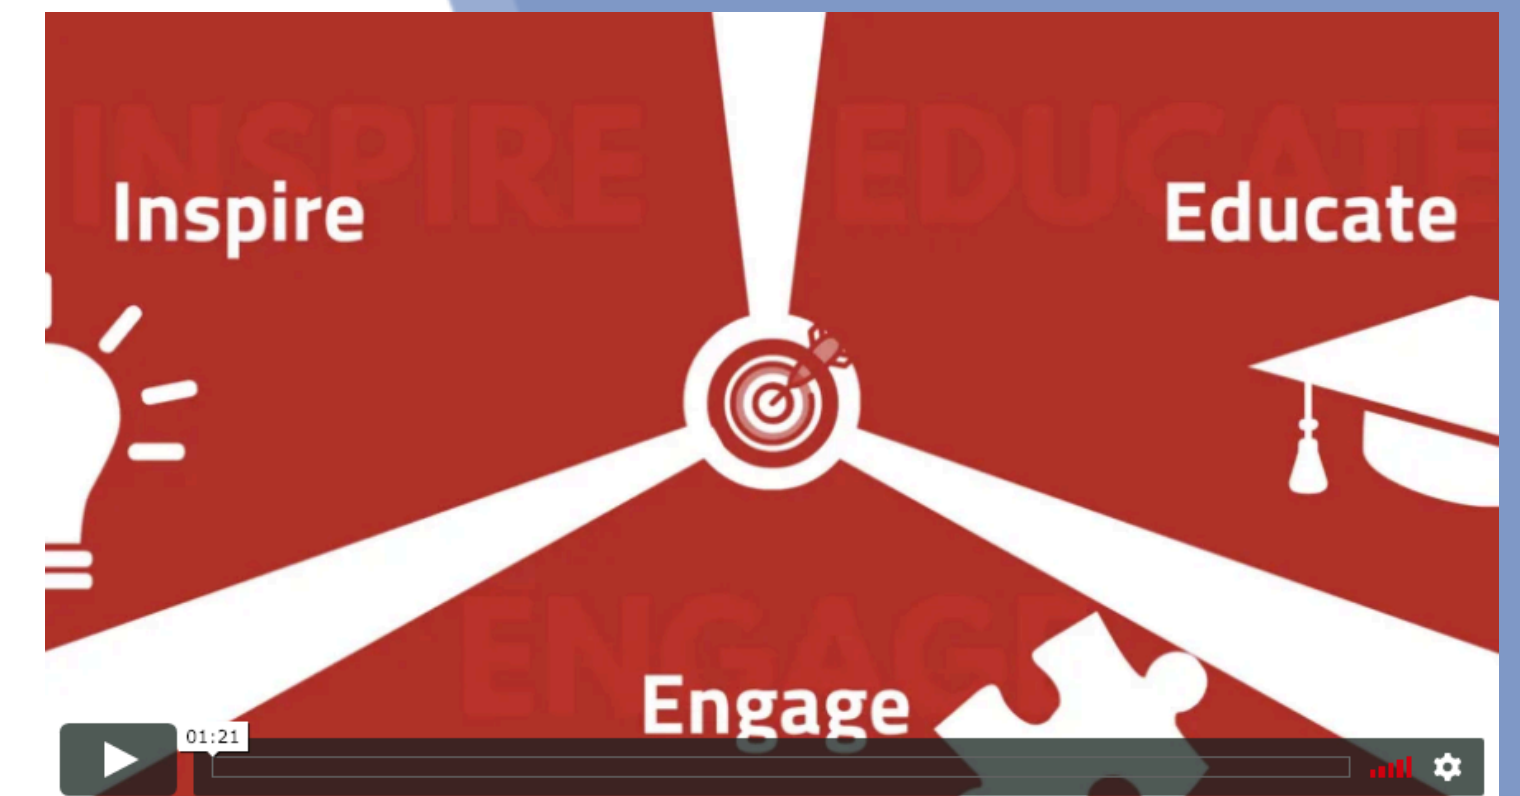 INSPIRE
EDUCATE
Inspire
Educate
ENGAGE
Engage
01:21